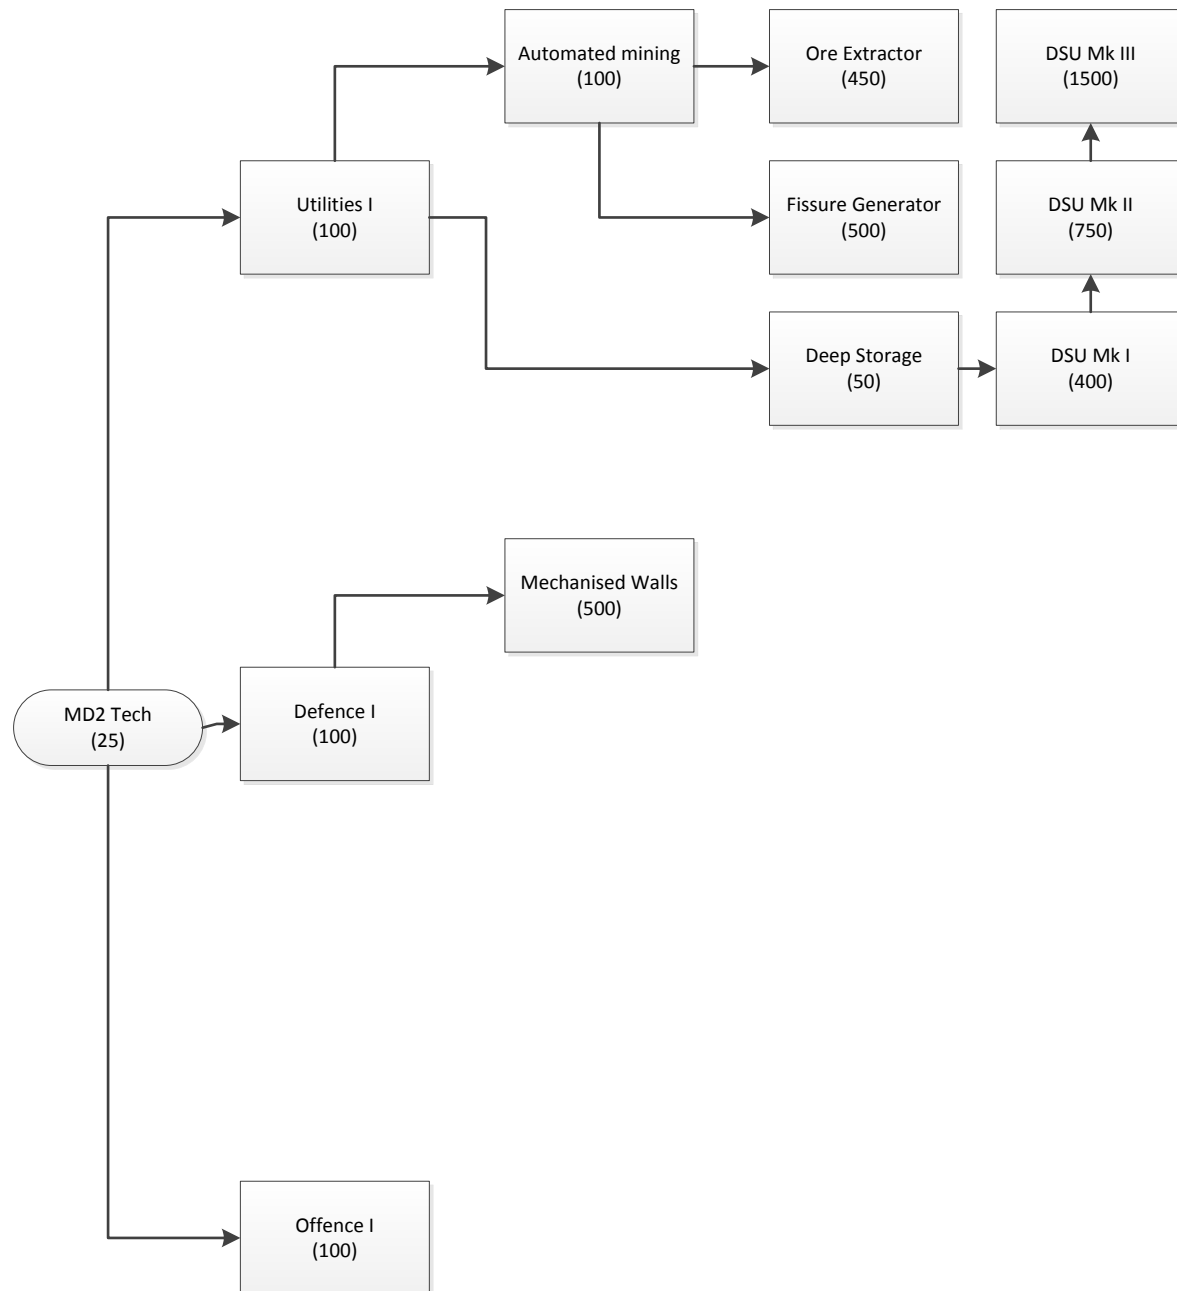 Automated mining
(100)
Ore Extractor
(450)
DSU Mk III
(1500)
Utilities I
(100)
Fissure Generator
(500)
DSU Mk II
(750)
Deep Storage
(50)
DSU Mk I
(400)
Mechanised Walls
(500)
MD2 Tech
(25)
Defence I
(100)
Offence I
(100)